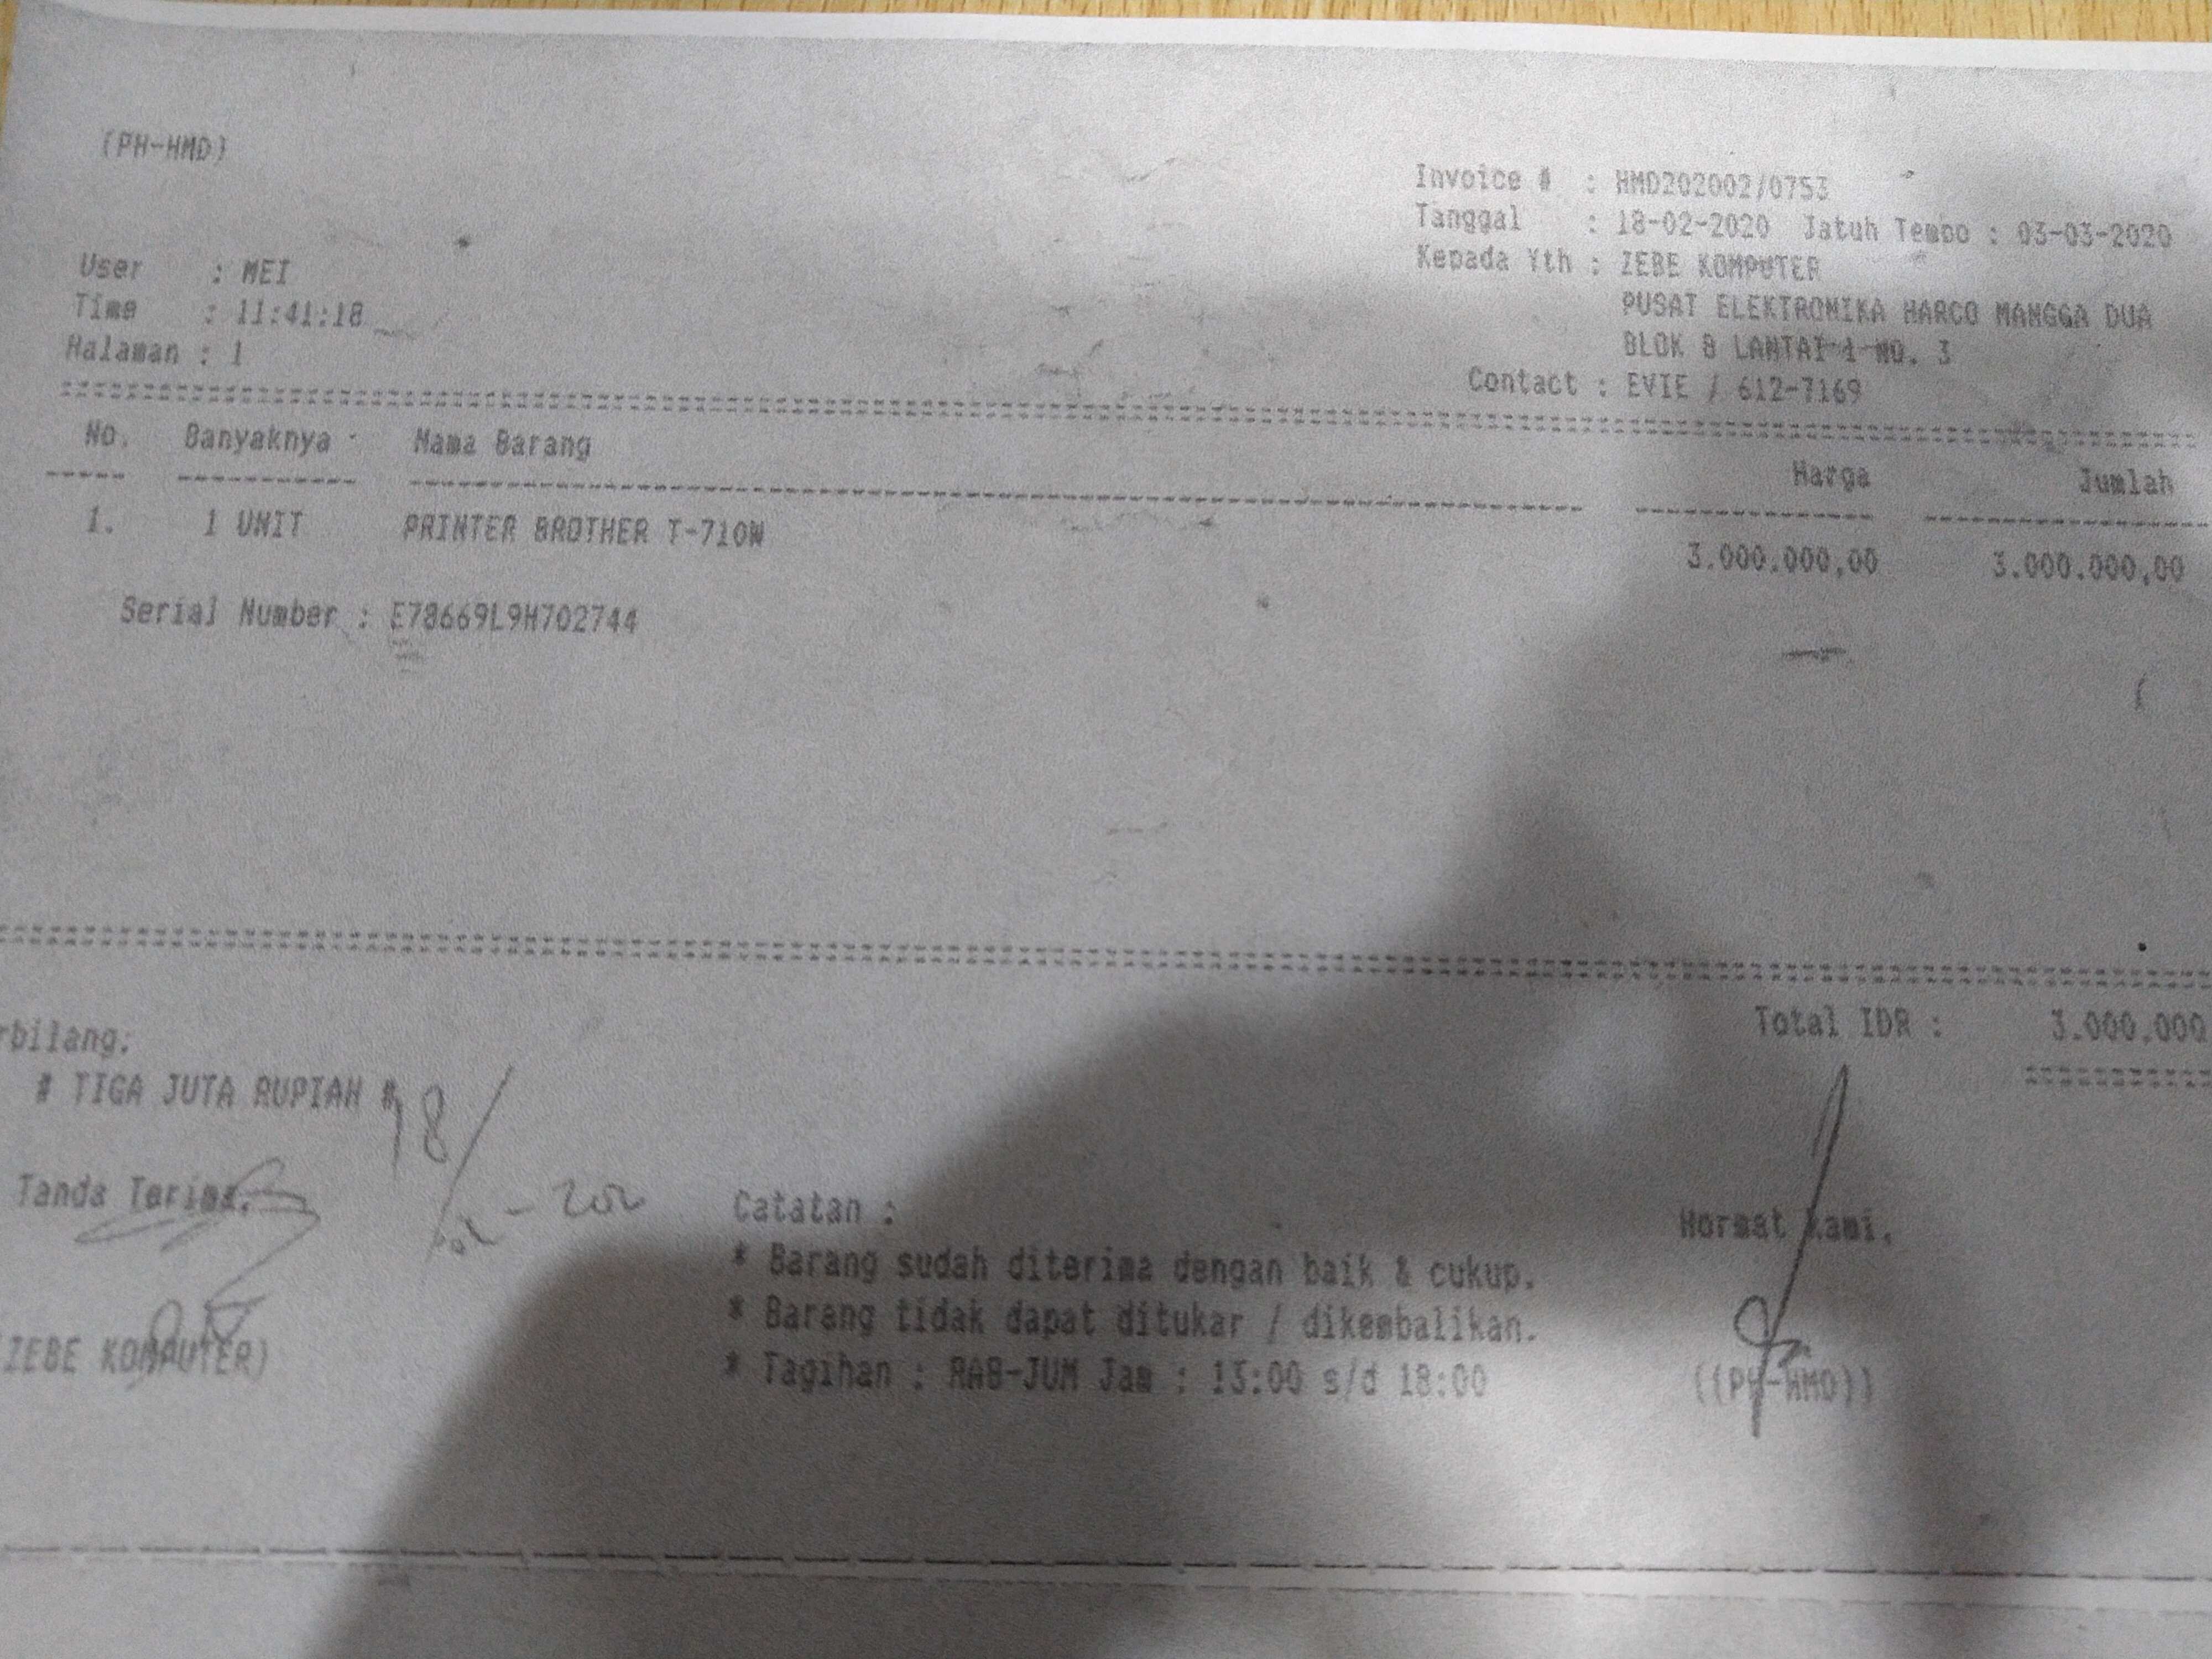 (PH-HMD)
Invoice # : HMD202002/0753
Tanggal : 18-02-2020 Jatuh Tempo : 03-03-2020
Kepada Yth : ZEBE KOMPUTER
PUSAT ELEKTRONIKA HARCO MANGGA DUA
BLOK B LANTAI 1 NO. 3
Contact : EVIE / 612-7169
User : MEI
Time : 11:41:18
Halaman : 1
No. Banyaknya Nama Barang Harga Jumlah
1. 1 UNIT PRINTER BROTHER T-710W 3.000.000,00 3.000.000,00
Serial Number : E78669L9H702744
Total IDR : 3.000.000
rbilang:
# TIGA JUTA RUPIAH #
18/
02 - 202
Tanda Terima,
Catatan :
Hormat Kami,
* Barang sudah diterima dengan baik & cukup.
* Barang tidak dapat ditukar / dikembalikan.
* Tagihan : RAB-JUM Jam : 13:00 s/d 18:00
(ZEBE KOMPUTER)
((PH-HMD))